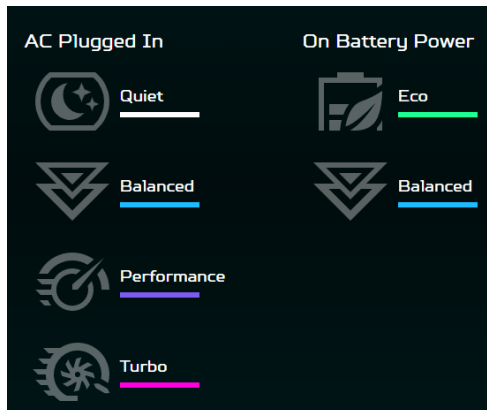 AC Plugged In
On Battery Power
Quiet
Eco
Balanced
Balanced
Performance
Turbo